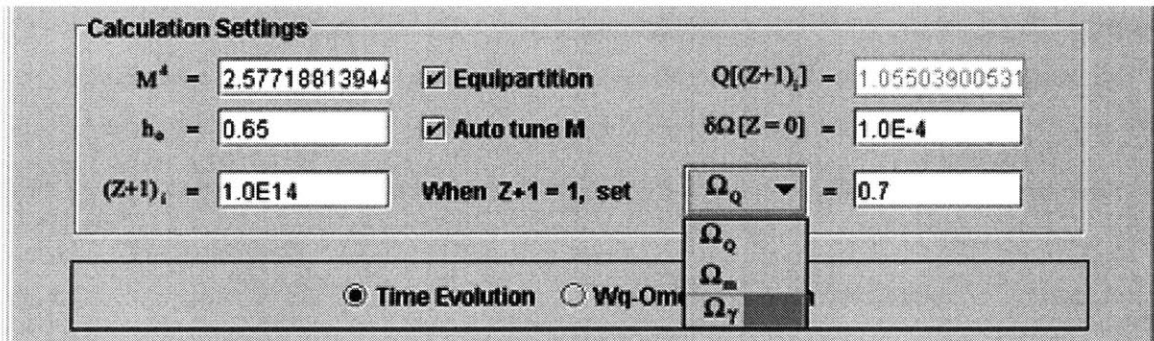 Calculation Settings
M⁴ = 2.57718813944 ☑ Equipartition Q[(Z+1)ᵢ] = 1.05503900531
hₒ = 0.65 ☑ Auto tune M δΩ[Z = 0] = 1.0E-4
(Z+1)ᵢ = 1.0E14 When Z+1 = 1, set Ω_Q = 0.7
Ω_Q
Ω_m
Ω_γ
Time Evolution Wq-Ome